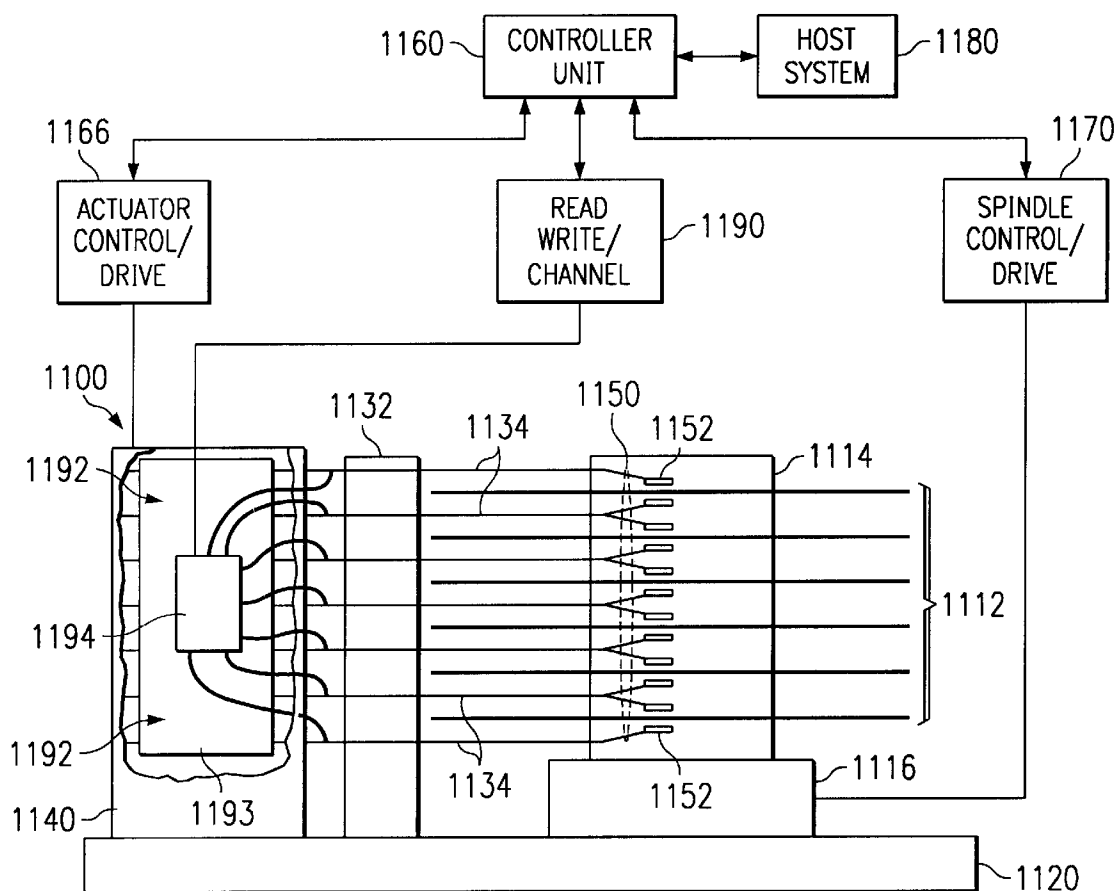 1160
CONTROLLER
UNIT
HOST
SYSTEM
1180
1166
ACTUATOR
CONTROL/
DRIVE
READ
WRITE/
CHANNEL
1190
1170
SPINDLE
CONTROL/
DRIVE
1100
1132
1134
1150
1152
1114
1192
1194
1112
1192
1193
1140
1134
1152
1116
1120